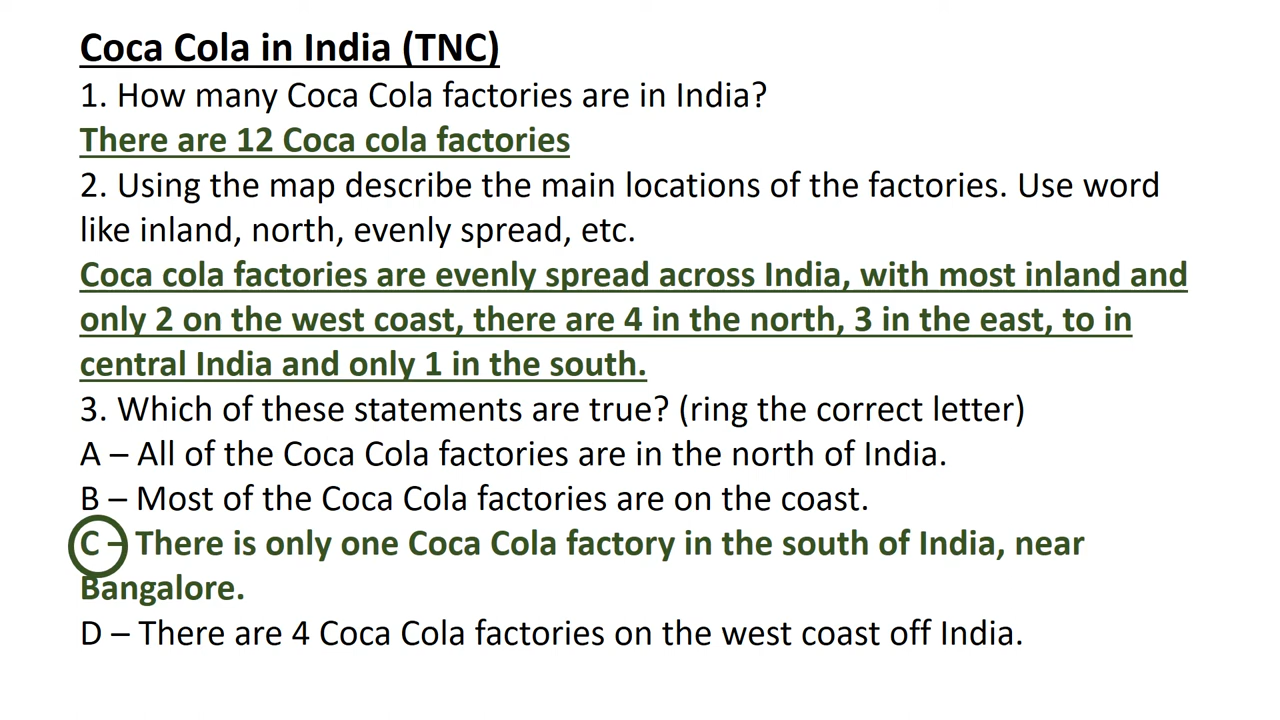 Coca Cola in India (TNC)
1. How many Coca Cola factories are in India?
There are 12 Coca cola factories
2. Using the map describe the main locations of the factories. Use word
like inland, north, evenly spread, etc.
Coca cola factories are evenly spread across India, with most inland and
only 2 on the west coast, there are 4 in the north, 3 in the east, to in
central India and only 1 in the south.
3. Which of these statements are true? (ring the correct letter)
A – All of the Coca Cola factories are in the north of India.
B – Most of the Coca Cola factories are on the coast.
C – There is only one Coca Cola factory in the south of India, near
Bangalore.
D – There are 4 Coca Cola factories on the west coast off India.